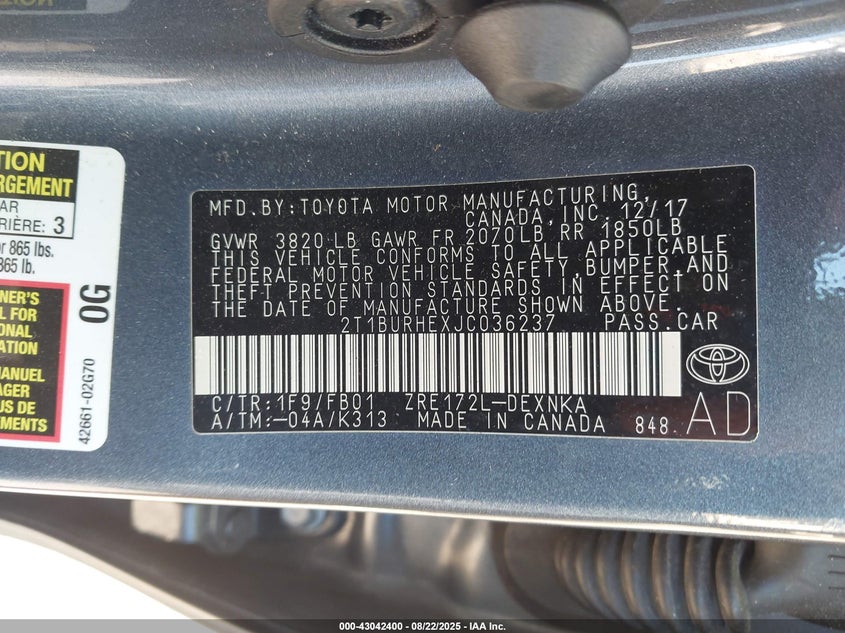 TION
RGEMENT
AR
RIÈRE: 3
r 865 lbs.
865 lb.
NER'S
L FOR
ONAL
ATION
MANUEL
AGER
US DE
EMENTS
0G
42661-02G70
MFD.BY:TOYOTA MOTOR MANUFACTURING,
CANADA,INC. 12/17
GVWR 3820LB GAWR FR 2070LB,RR 1850LB
THIS VEHICLE CONFORMS TO ALL APPLICABLE
FEDERAL MOTOR VEHICLE SAFETY,BUMPER,AND
THEFT PREVENTION STANDARDS IN EFFECT ON
THE DATE OF MANUFACTURE SHOWN ABOVE.
2T1BURHEXJC036237 PASS.CAR
C/TR:1F9/FB01 ZRE172L-DEXNKA
A/TM:-04A/K313 MADE IN CANADA 848.
AD
000-43042400 - 08/22/2025 - IAA Inc.